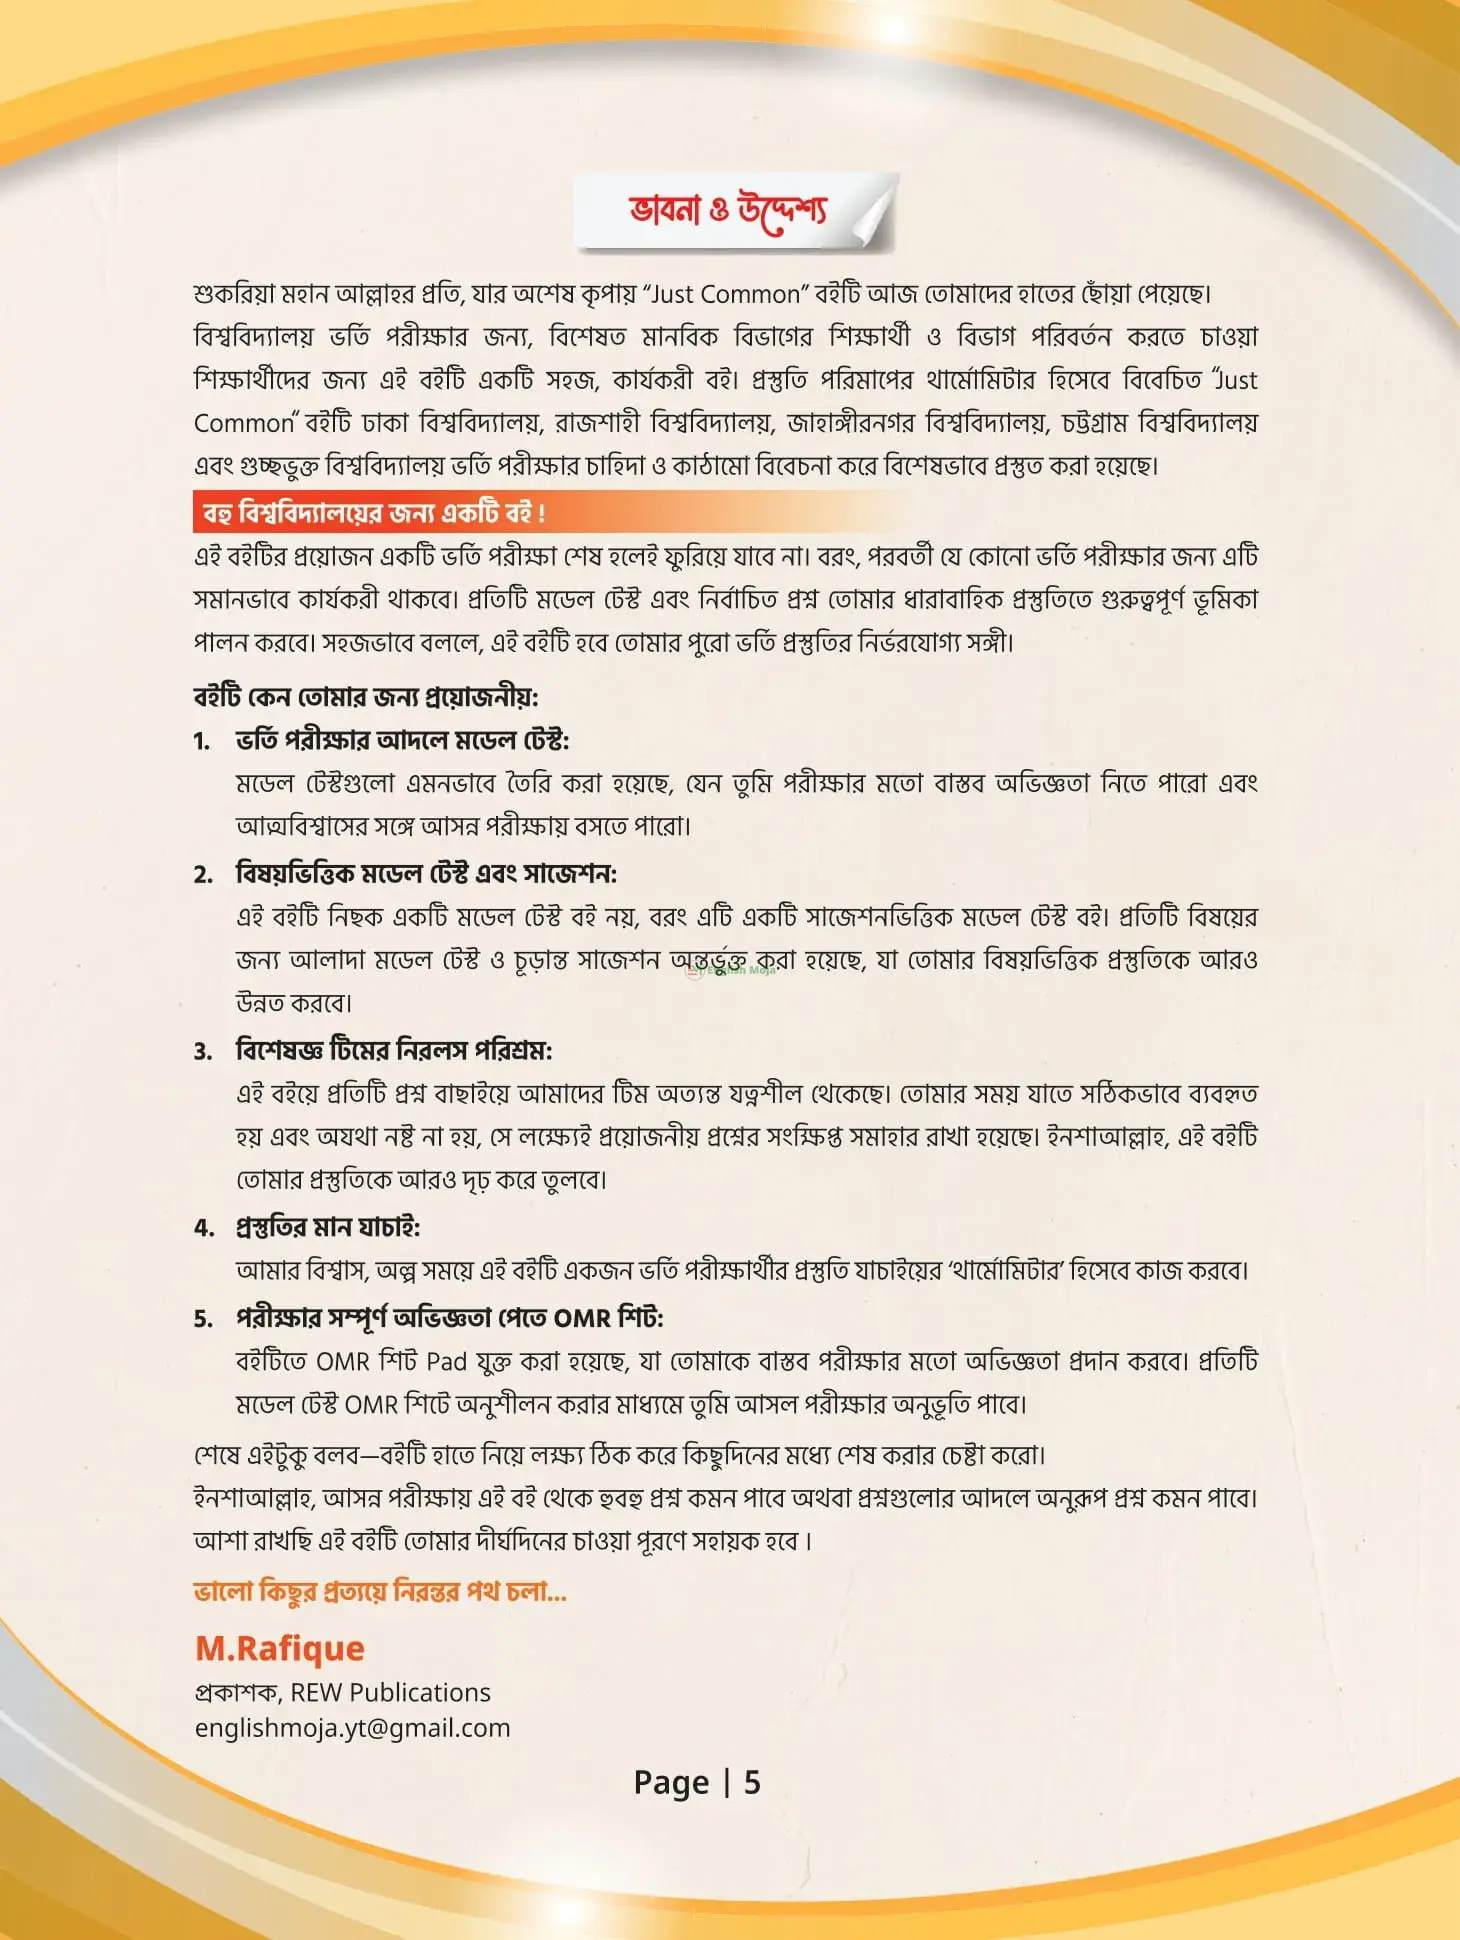 ভাবনা ও উদ্দেশ্য
শুকরিয়া মহান আল্লাহর প্রতি, যার অশেষ কৃপায় “Just Common” বইটি আজ তোমাদের হাতের ছোঁয়া পেয়েছে।
বিশ্ববিদ্যালয় ভর্তি পরীক্ষার জন্য, বিশেষত মানবিক বিভাগের শিক্ষার্থী ও বিভাগ পরিবর্তন করতে চাওয়া
শিক্ষার্থীদের জন্য এই বইটি একটি সহজ, কার্যকরী বই। প্রস্তুতি পরিমাপের থার্মোমিটার হিসেবে বিবেচিত “Just
Common“ বইটি ঢাকা বিশ্ববিদ্যালয়, রাজশাহী বিশ্ববিদ্যালয়, জাহাঙ্গীরনগর বিশ্ববিদ্যালয়, চট্টগ্রাম বিশ্ববিদ্যালয়
এবং গুচ্ছভুক্ত বিশ্ববিদ্যালয় ভর্তি পরীক্ষার চাহিদা ও কাঠামো বিবেচনা করে বিশেষভাবে প্রস্তুত করা হয়েছে।
বহু বিশ্ববিদ্যালয়ের জন্য একটি বই !
এই বইটির প্রয়োজন একটি ভর্তি পরীক্ষা শেষ হলেই ফুরিয়ে যাবে না। বরং, পরবর্তী যে কোনো ভর্তি পরীক্ষার জন্য এটি
সমানভাবে কার্যকরী থাকবে। প্রতিটি মডেল টেস্ট এবং নির্বাচিত প্রশ্ন তোমার ধারাবাহিক প্রস্তুতিতে গুরুত্বপূর্ণ ভূমিকা
পালন করবে। সহজভাবে বললে, এই বইটি হবে তোমার পুরো ভর্তি প্রস্তুতির নির্ভরযোগ্য সঙ্গী।
বইটি কেন তোমার জন্য প্রয়োজনীয়:
1. ভর্তি পরীক্ষার আদলে মডেল টেস্ট:
মডেল টেস্টগুলো এমনভাবে তৈরি করা হয়েছে, যেন তুমি পরীক্ষার মতো বাস্তব অভিজ্ঞতা নিতে পারো এবং
আত্মবিশ্বাসের সঙ্গে আসন্ন পরীক্ষায় বসতে পারো।
2. বিষয়ভিত্তিক মডেল টেস্ট এবং সাজেশন:
এই বইটি নিছক একটি মডেল টেস্ট বই নয়, বরং এটি একটি সাজেশনভিত্তিক মডেল টেস্ট বই। প্রতিটি বিষয়ের
জন্য আলাদা মডেল টেস্ট ও চূড়ান্ত সাজেশন অন্তর্ভুক্ত করা হয়েছে, যা তোমার বিষয়ভিত্তিক প্রস্তুতিকে আরও
English Moja
উন্নত করবে।
3. বিশেষজ্ঞ টিমের নিরলস পরিশ্রম:
এই বইয়ে প্রতিটি প্রশ্ন বাছাইয়ে আমাদের টিম অত্যন্ত যত্নশীল থেকেছে। তোমার সময় যাতে সঠিকভাবে ব্যবহৃত
হয় এবং অযথা নষ্ট না হয়, সে লক্ষ্যেই প্রয়োজনীয় প্রশ্নের সংক্ষিপ্ত সমাহার রাখা হয়েছে। ইনশাআল্লাহ, এই বইটি
তোমার প্রস্তুতিকে আরও দৃঢ় করে তুলবে।
4. প্রস্তুতির মান যাচাই:
আমার বিশ্বাস, অল্প সময়ে এই বইটি একজন ভর্তি পরীক্ষার্থীর প্রস্তুতি যাচাইয়ের ‘থার্মোমিটার’ হিসেবে কাজ করবে।
5. পরীক্ষার সম্পূর্ণ অভিজ্ঞতা পেতে OMR শিট:
বইটিতে OMR শিট Pad যুক্ত করা হয়েছে, যা তোমাকে বাস্তব পরীক্ষার মতো অভিজ্ঞতা প্রদান করবে। প্রতিটি
মডেল টেস্ট OMR শিটে অনুশীলন করার মাধ্যমে তুমি আসল পরীক্ষার অনুভূতি পাবে।
শেষে এইটুকু বলব—বইটি হাতে নিয়ে লক্ষ্য ঠিক করে কিছুদিনের মধ্যে শেষ করার চেষ্টা করো।
ইনশাআল্লাহ, আসন্ন পরীক্ষায় এই বই থেকে হুবহু প্রশ্ন কমন পাবে অথবা প্রশ্নগুলোর আদলে অনুরূপ প্রশ্ন কমন পাবে।
আশা রাখছি এই বইটি তোমার দীর্ঘদিনের চাওয়া পূরণে সহায়ক হবে ।
ভালো কিছুর প্রত্যয়ে নিরন্তর পথ চলা...
M.Rafique
প্রকাশক, REW Publications
englishmoja.yt@gmail.com
Page | 5